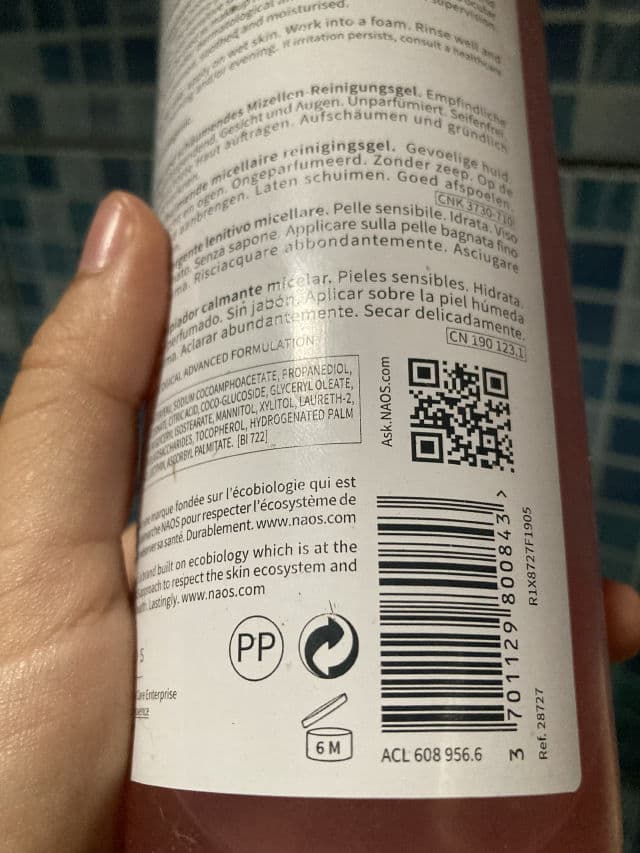 supervision
and moisturised.
on wet skin. Work into a foam. Rinse well and
and/or evening. If irritation persists, consult a healthcare
Mizellen-Reinigungsgel. Empfindliche
Gesicht und Augen. Unparfümiert. Seifenfrei.
Haut auftragen. Aufschäumen und gründlich
micellaire reinigingsgel. Gevoelige huid.
en ogen. Ongeparfumeerd. Zonder zeep. Op de
aanbrengen. Laten schuimen. Goed afspoelen.
CNK 3730-710
lenitivo micellare. Pelle sensibile. Idrata. Viso
Senza sapone. Applicare sulla pelle bagnata fino
Risciacquare abbondantemente. Asciugare
calmante micelar. Pieles sensibles. Hidrata.
Sin jabón. Aplicar sobre la piel húmeda
Aclarar abundantemente. Secar delicadamente.
CN 190 123.1
ADVANCED FORMULATION
SODIUM COCOAMPHOACETATE, PROPANEDIOL,
CITRIC ACID, COCO-GLUCOSIDE, GLYCERYL OLEATE,
ISOSTEARATE, MANNITOL, XYLITOL, LAURETH-2,
TOCOPHEROL, HYDROGENATED PALM
ASCORBYL PALMITATE. [BI 722]
Ask.NAOS.com
marque fondée sur l'écobiologie qui est
NAOS pour respecter l'écosystème de
sa santé. Durablement. www.naos.com
built on ecobiology which is at the
to respect the skin ecosystem and
Lastingly. www.naos.com
PP
Care Enterprise
6 M
ACL 608 956.6
3 701129 800843 >
R1X8727F1905
Ref. 28727